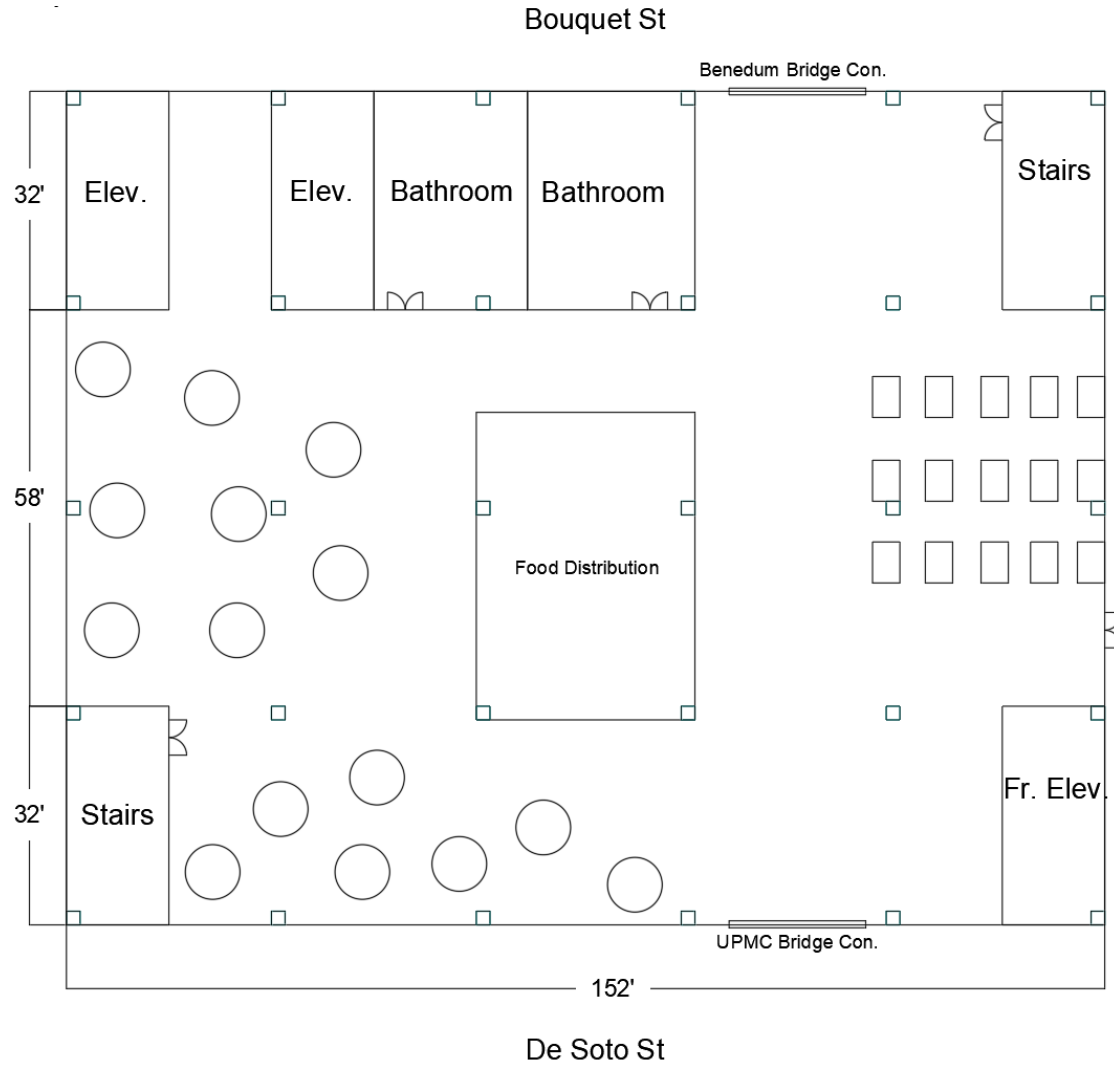 Bouquet St
Benedum Bridge Con.
32'
Elev.
Elev.
Bathroom
Bathroom
Stairs
58'
Food Distribution
32'
Stairs
Fr. Elev.
UPMC Bridge Con.
152'
De Soto St